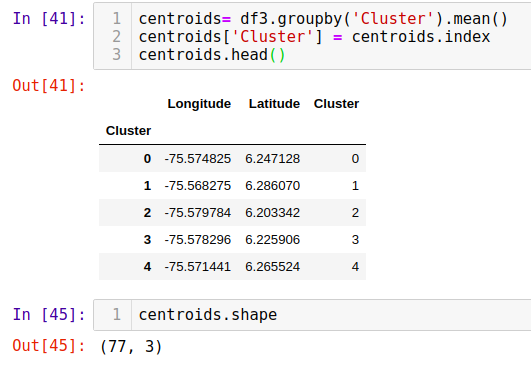 In [41]: 1 centroids= df3.groupby('Cluster').mean()
2 centroids['Cluster'] = centroids.index
3 centroids.head()
Out[41]:
Longitude Latitude Cluster
Cluster
0 -75.574825 6.247128 0
1 -75.568275 6.286070 1
2 -75.579784 6.203342 2
3 -75.578296 6.225906 3
4 -75.571441 6.265524 4
In [45]: 1 centroids.shape
Out[45]: (77, 3)